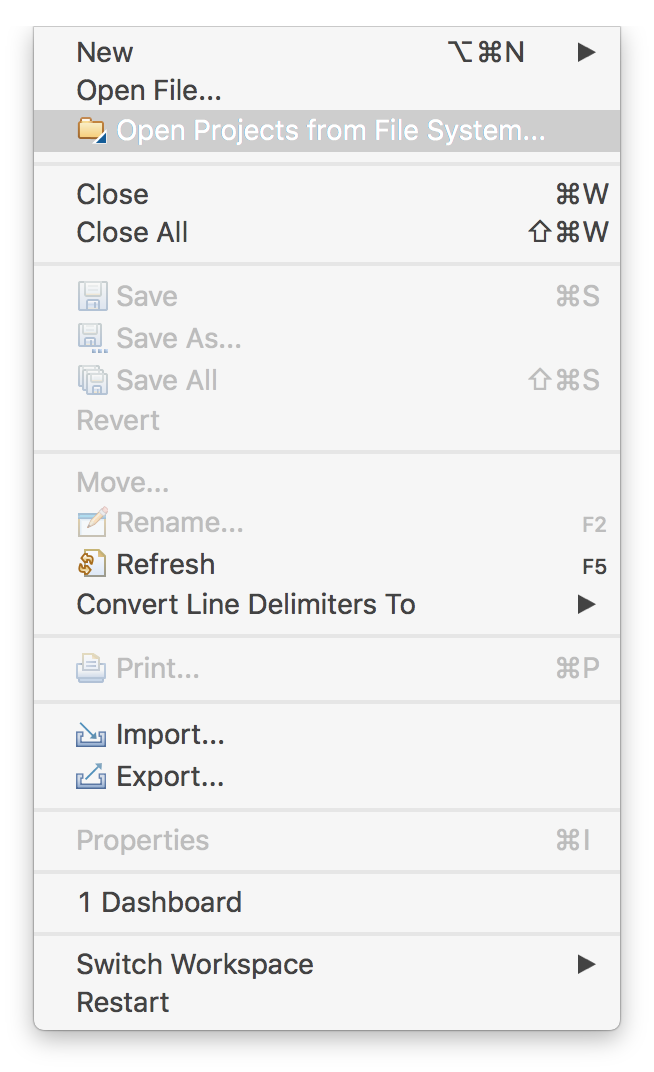 New ⌥⌘N ▶
Open File...
Open Projects from File System...
Close ⌘W
Close All ⇧⌘W
Save ⌘S
Save As...
Save All ⇧⌘S
Revert
Move...
Rename... F2
Refresh F5
Convert Line Delimiters To ▶
Print... ⌘P
Import...
Export...
Properties ⌘I
1 Dashboard
Switch Workspace ▶
Restart